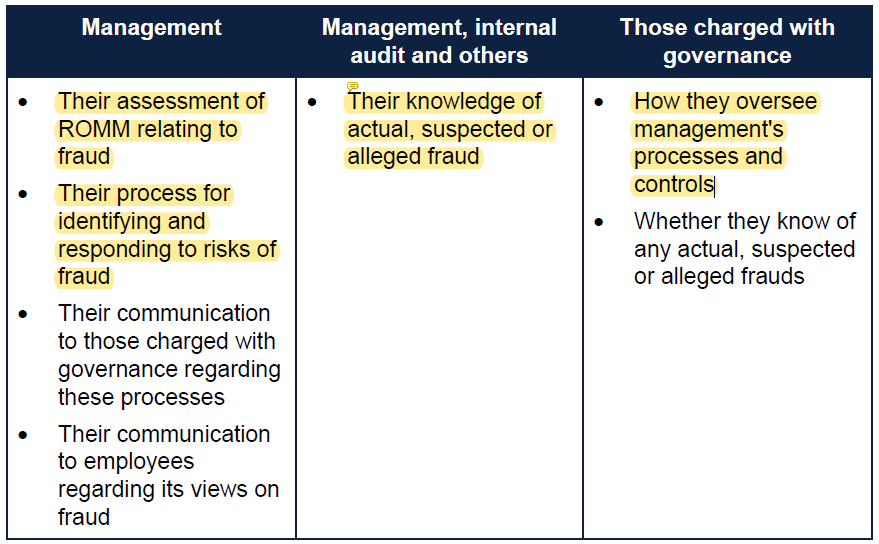 Management
Management, internal
audit and others
Those charged with
governance
• Their assessment of
ROMM relating to
fraud
• Their process for
identifying and
responding to risks of
fraud
• Their communication
to those charged with
governance regarding
these processes
• Their communication
to employees
regarding its views on
fraud
• Their knowledge of
actual, suspected or
alleged fraud
• How they oversee
management's
processes and
controls
• Whether they know of
any actual, suspected
or alleged frauds